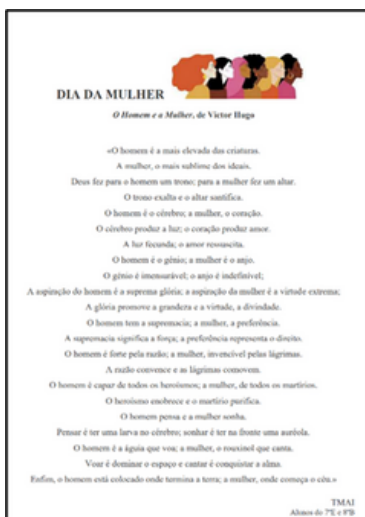 DIA DA MULHER
O Homem e a Mulher, de Victor Hugo
«O homem é a mais elevada das criaturas.
A mulher, o mais sublime dos ideais.
Deus fez para o homem um trono; para a mulher fez um altar.
O trono exalta e o altar santifica.
O homem é o cérebro; a mulher, o coração.
O cérebro produz a luz; o coração produz amor.
A luz fecunda; o amor ressuscita.
O homem é o génio; a mulher é o anjo.
O génio é imensurável; o anjo é indefinível;
A aspiração do homem é a suprema glória; a aspiração da mulher é a virtude extrema;
A glória promove a grandeza e a virtude, a divindade.
O homem tem a supremacia; a mulher, a preferência.
A supremacia significa a força; a preferência representa o direito.
O homem é forte pela razão; a mulher, invencível pelas lágrimas.
A razão convence e as lágrimas comovem.
O homem é capaz de todos os heroísmos; a mulher, de todos os martírios.
O heroísmo enobrece e o martírio purifica.
O homem pensa e a mulher sonha.
Pensar é ter uma larva no cérebro; sonhar é ter na fronte uma auréola.
O homem é a águia que voa; a mulher, o rouxinol que canta.
Voar é dominar o espaço e cantar é conquistar a alma.
Enfim, o homem está colocado onde termina a terra; a mulher, onde começa o céu.»
TMAI
Alunos do 7ºE e 8ºB